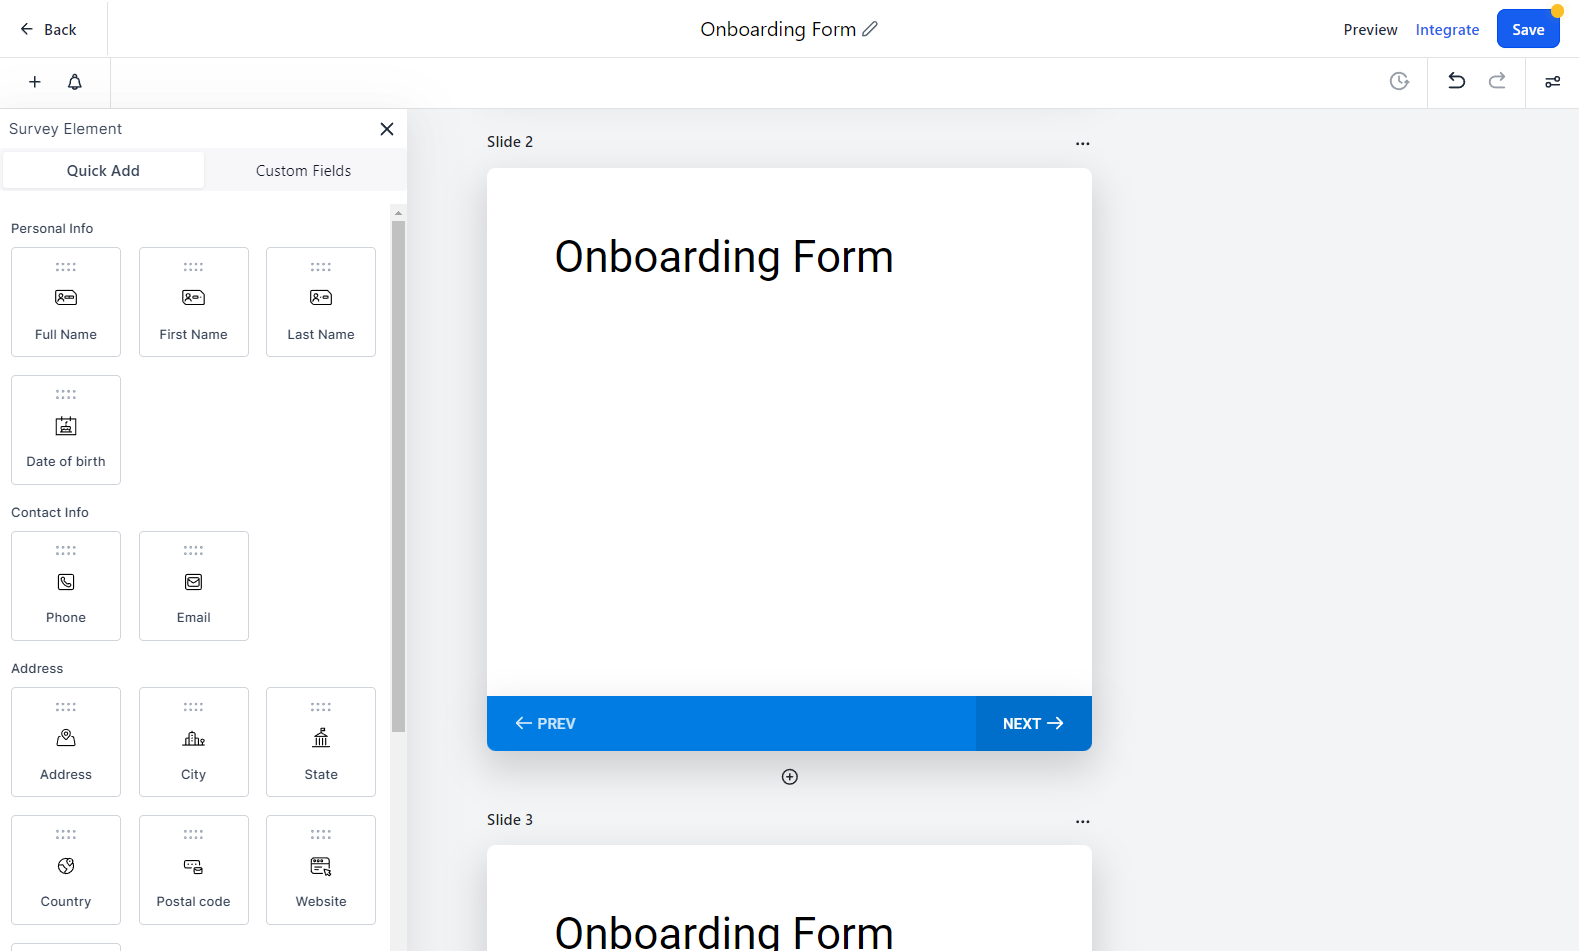 Back
Onboarding Form
Preview
Integrate
Save
Survey Element
Quick Add
Custom Fields
Personal Info
Full Name
First Name
Last Name
Date of birth
Contact Info
Phone
Email
Address
Address
City
State
Country
Postal code
Website
Slide 2
...
Onboarding Form
PREV
NEXT
Slide 3
...
Onboarding Form